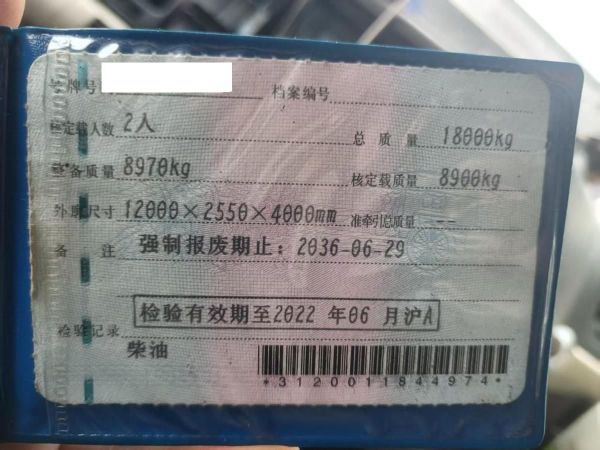 号牌号 档案编号
核定载人数 2人 总质量 18000kg
整备质量 8970kg 核定载质量 8900kg
外廓尺寸 12000×2550×4000mm 准牵引总质量 --
备注 强制报废期止：2036-06-29
检验有效期至2022年06月沪A
检验记录
柴油
*3120011844974*